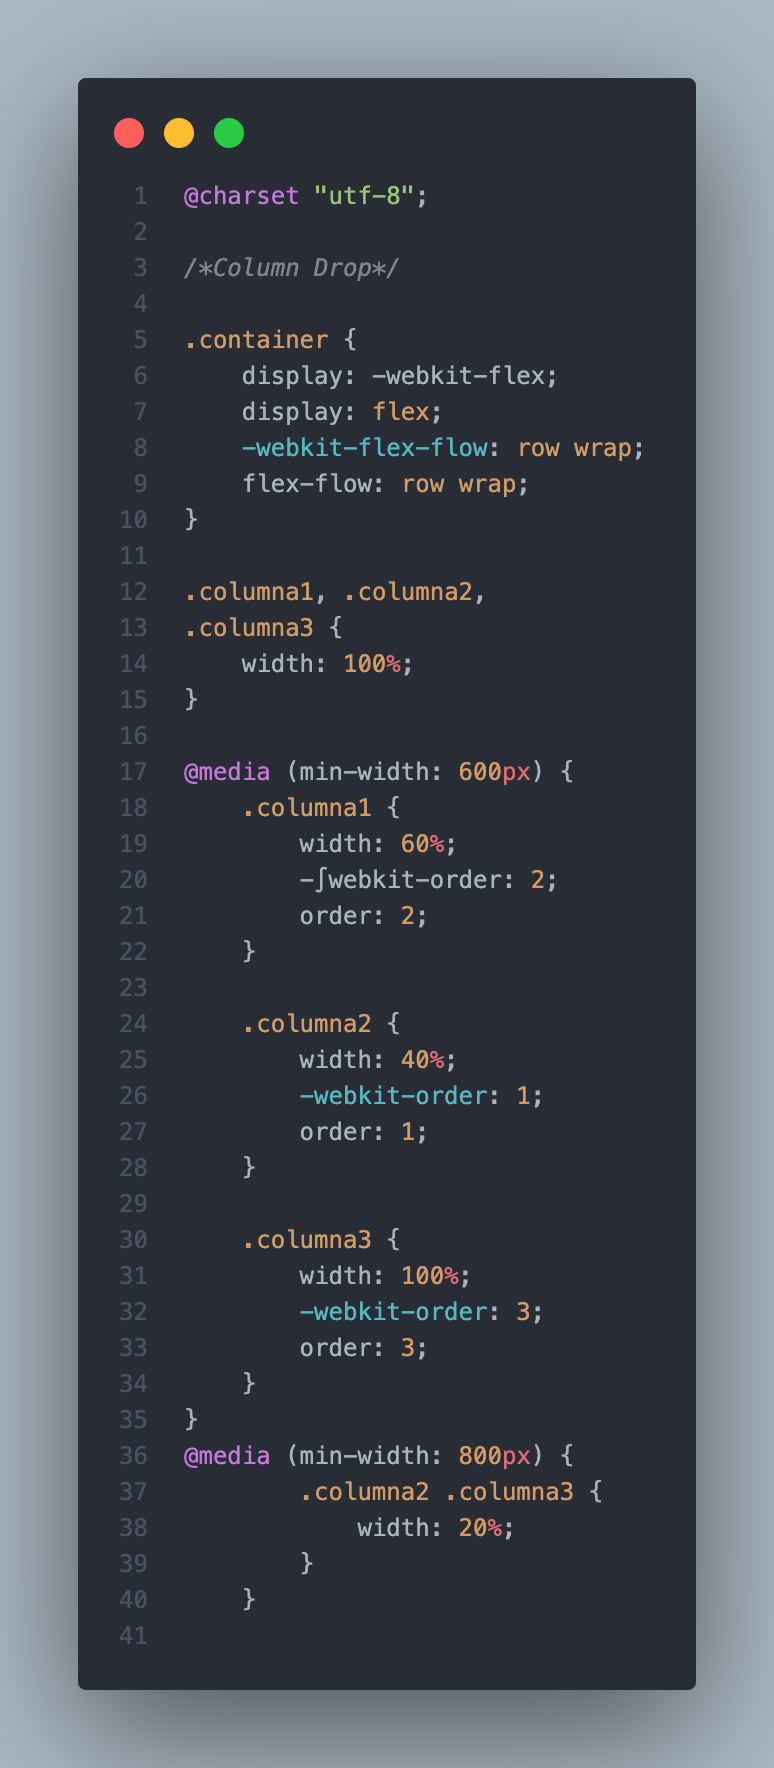 1 @charset "utf-8";
2
3 /*Column Drop*/
4
5 .container {
6     display: -webkit-flex;
7     display: flex;
8     -webkit-flex-flow: row wrap;
9     flex-flow: row wrap;
10 }
11
12 .columna1, .columna2,
13 .columna3 {
14     width: 100%;
15 }
16
17 @media (min-width: 600px) {
18     .columna1 {
19         width: 60%;
20         -∫webkit-order: 2;
21         order: 2;
22     }
23
24     .columna2 {
25         width: 40%;
26         -webkit-order: 1;
27         order: 1;
28     }
29
30     .columna3 {
31         width: 100%;
32         -webkit-order: 3;
33         order: 3;
34     }
35 }
36 @media (min-width: 800px) {
37         .columna2 .columna3 {
38             width: 20%;
39         }
40     }
41